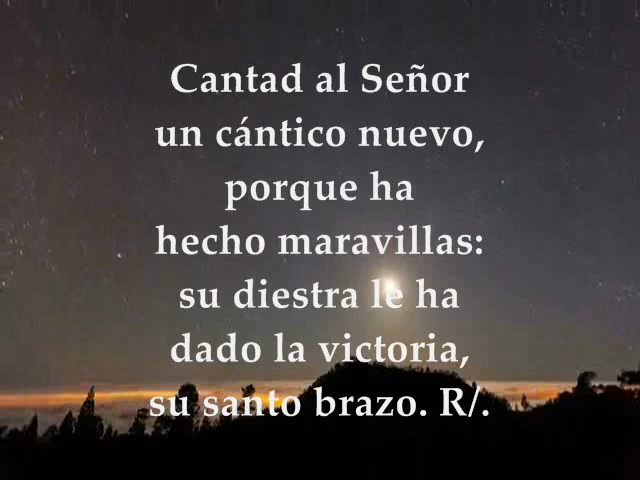 Cantad al Señor
un cántico nuevo,
porque ha
hecho maravillas:
su diestra le ha
dado la victoria,
su santo brazo. R/.